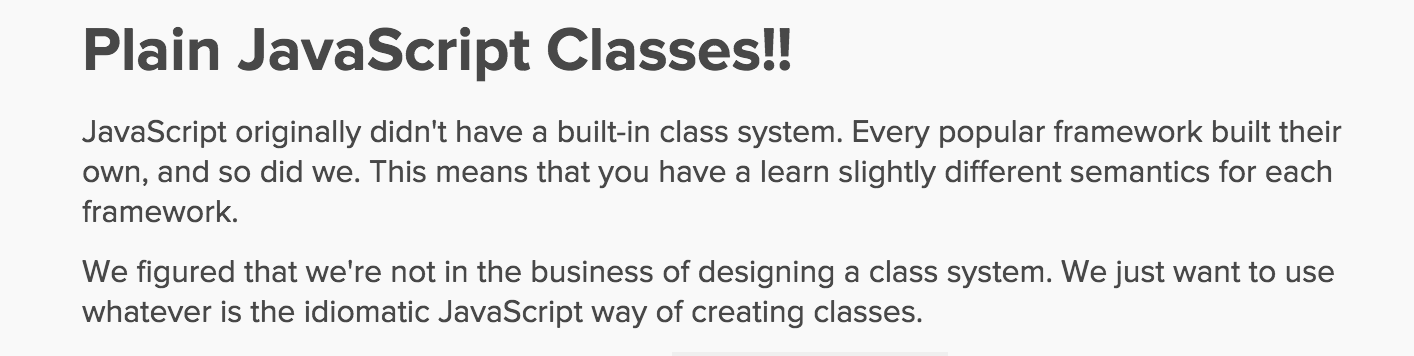 Plain JavaScript Classes!!
JavaScript originally didn't have a built-in class system. Every popular framework built their
own, and so did we. This means that you have a learn slightly different semantics for each
framework.
We figured that we're not in the business of designing a class system. We just want to use
whatever is the idiomatic JavaScript way of creating classes.